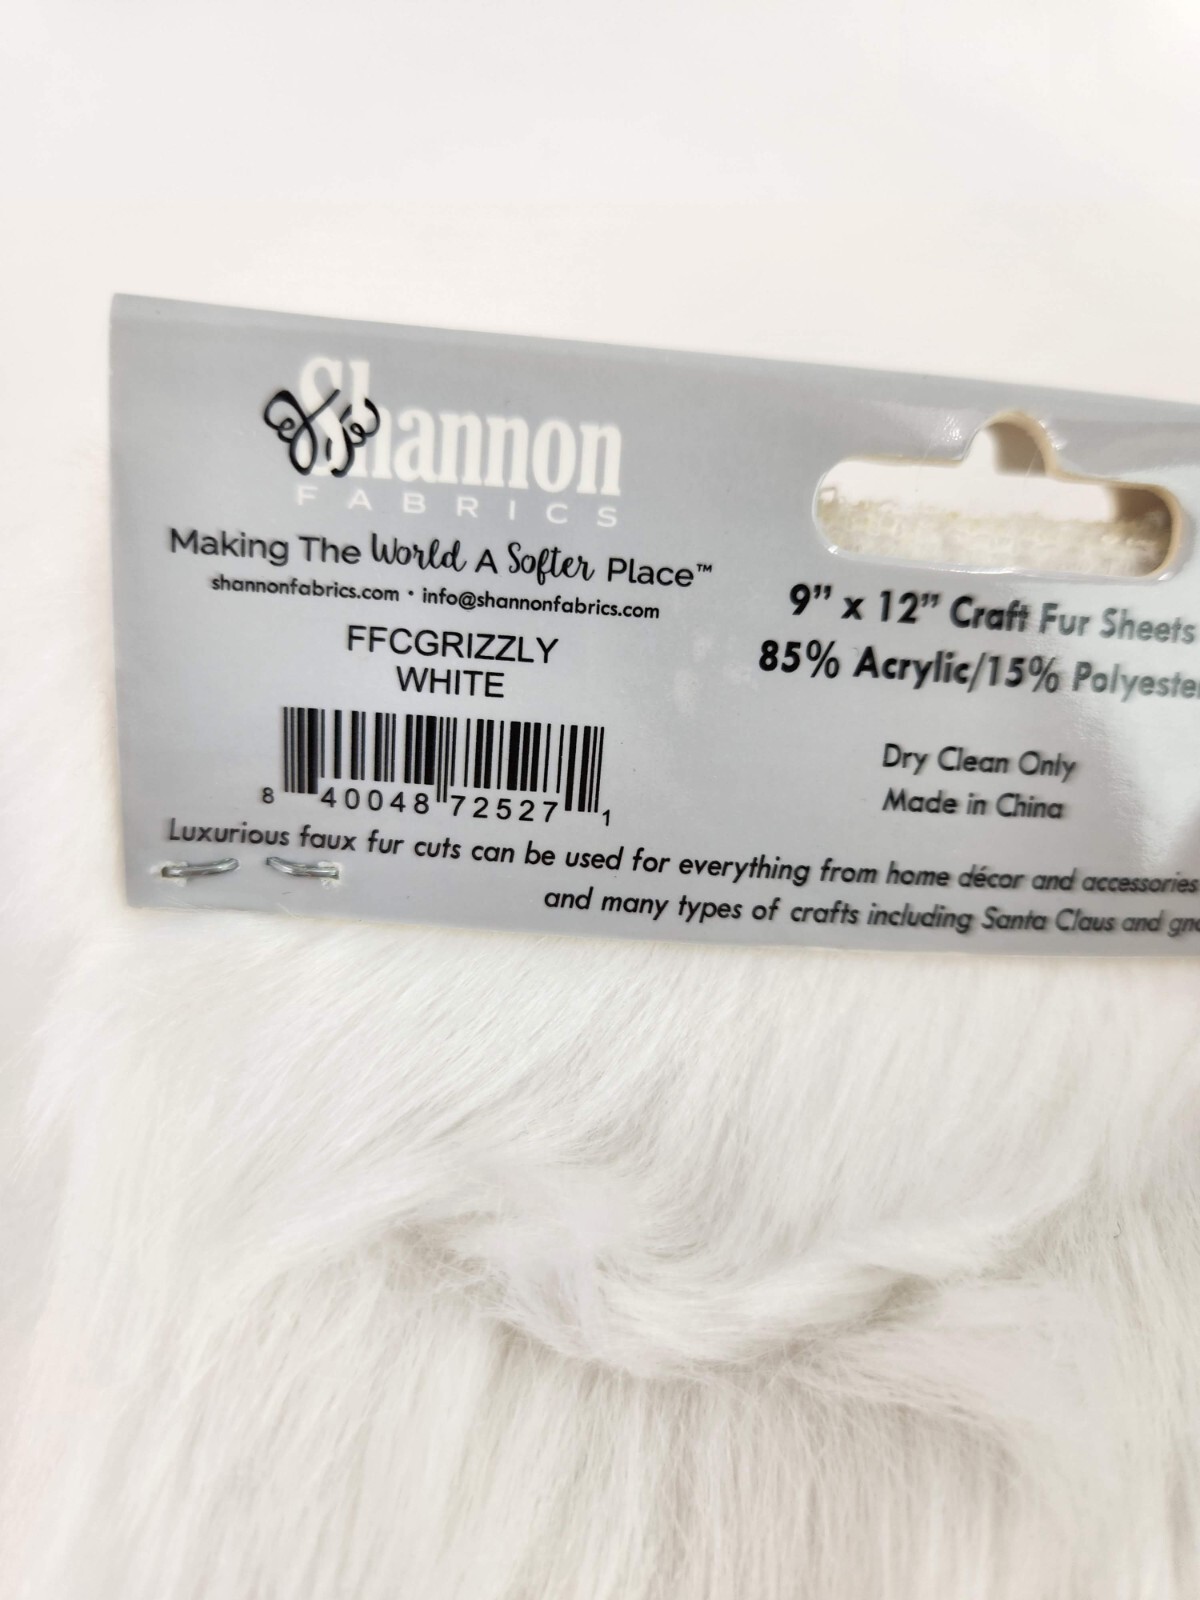 Shannon
FABRICS
Making The World A Softer Place™
shannonfabrics.com • info@shannonfabrics.com
FFCGRIZZLY
WHITE
8 40048 72527 1
9” x 12” Craft Fur Sheets
85% Acrylic/15% Polyester
Dry Clean Only
Made in China
Luxurious faux fur cuts can be used for everything from home décor and accessories
and many types of crafts including Santa Claus and